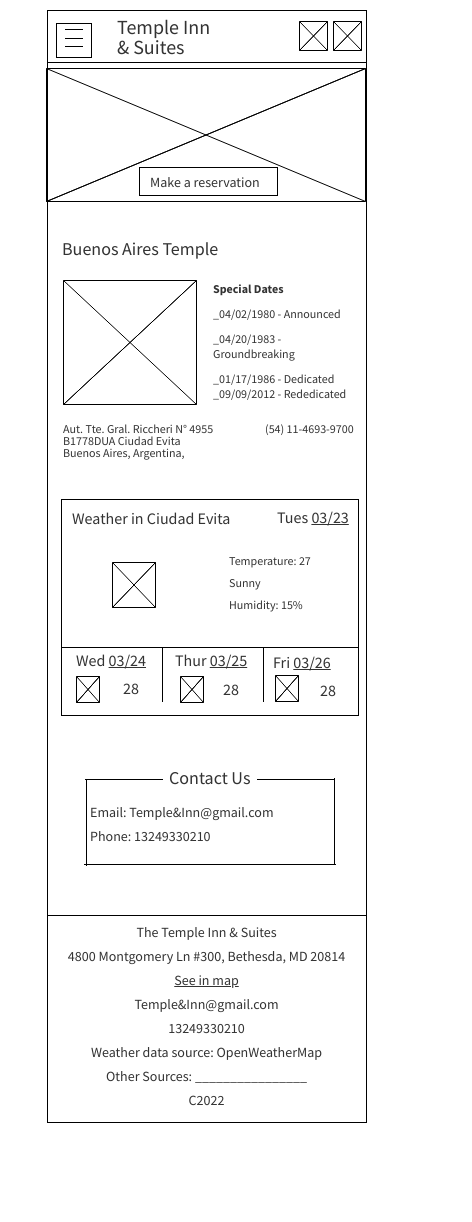 Temple Inn
& Suites
Make a reservation
Buenos Aires Temple
Special Dates
_04/02/1980 - Announced
_04/20/1983 -
Groundbreaking
_01/17/1986 - Dedicated
_09/09/2012 - Rededicated
Aut. Tte. Gral. Riccheri N° 4955
B1778DUA Ciudad Evita
Buenos Aires, Argentina,
(54) 11-4693-9700
Weather in Ciudad Evita
Tues 03/23
Temperature: 27
Sunny
Humidity: 15%
Wed 03/24
28
Thur 03/25
28
Fri 03/26
28
Contact Us
Email: Temple&Inn@gmail.com
Phone: 13249330210
The Temple Inn & Suites
4800 Montgomery Ln #300, Bethesda, MD 20814
See in map
Temple&Inn@gmail.com
13249330210
Weather data source: OpenWeatherMap
Other Sources: ________________
C2022